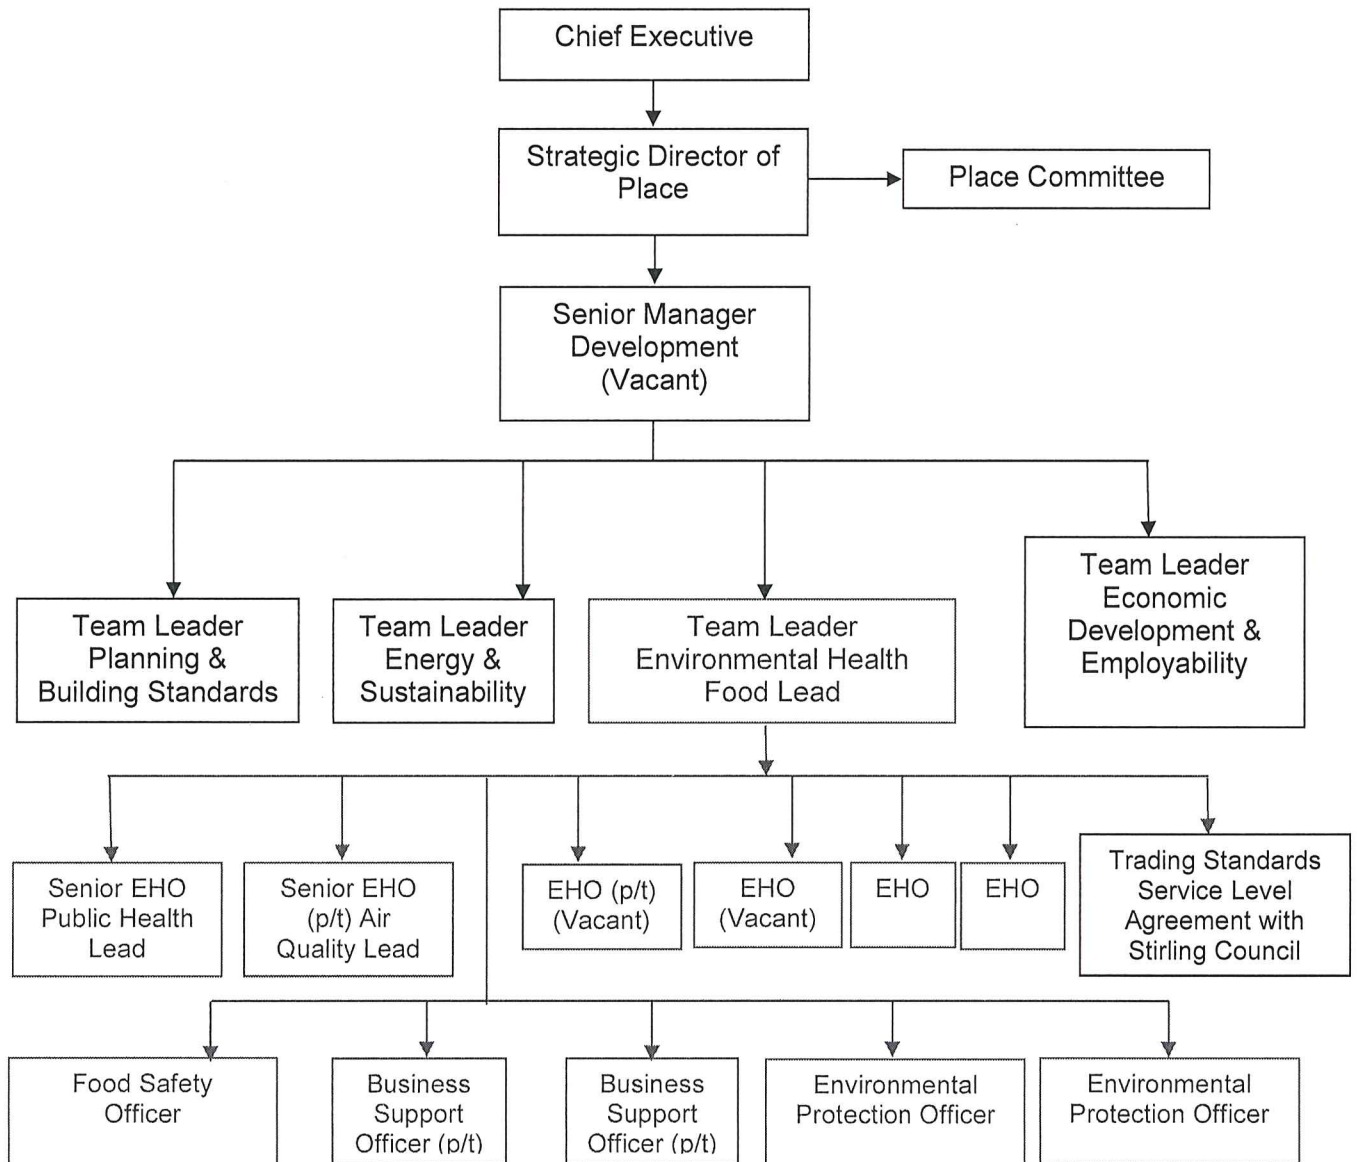 Chief Executive
Strategic Director of
Place
Place Committee
Senior Manager
Development
(Vacant)
Team Leader
Planning &
Building Standards
Team Leader
Energy &
Sustainability
Team Leader
Environmental Health
Food Lead
Team Leader
Economic
Development &
Employability
Senior EHO
Public Health
Lead
Senior EHO
(p/t) Air
Quality Lead
EHO (p/t)
(Vacant)
EHO
(Vacant)
EHO
EHO
Trading Standards
Service Level
Agreement with
Stirling Council
Food Safety
Officer
Business
Support
Officer (p/t)
Business
Support
Officer (p/t)
Environmental
Protection Officer
Environmental
Protection Officer